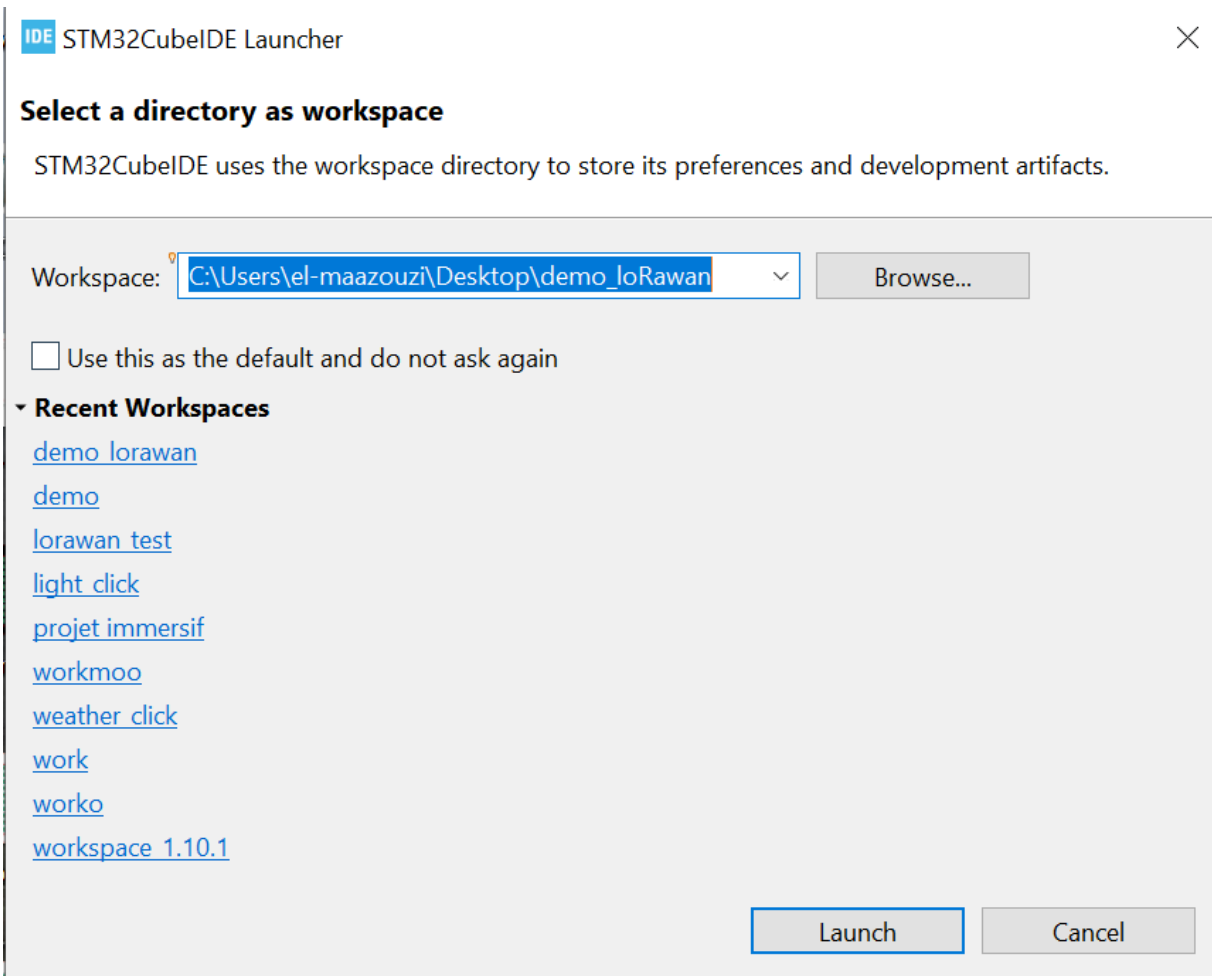 IDE STM32CubeIDE Launcher
Select a directory as workspace
STM32CubeIDE uses the workspace directory to store its preferences and development artifacts.
Workspace: C:\Users\el-maazouzi\Desktop\demo_loRawan Browse...
Use this as the default and do not ask again
Recent Workspaces
demo_lorawan
demo
lorawan_test
light_click
projet immersif
workmoo
weather_click
work
worko
workspace_1.10.1
Launch Cancel